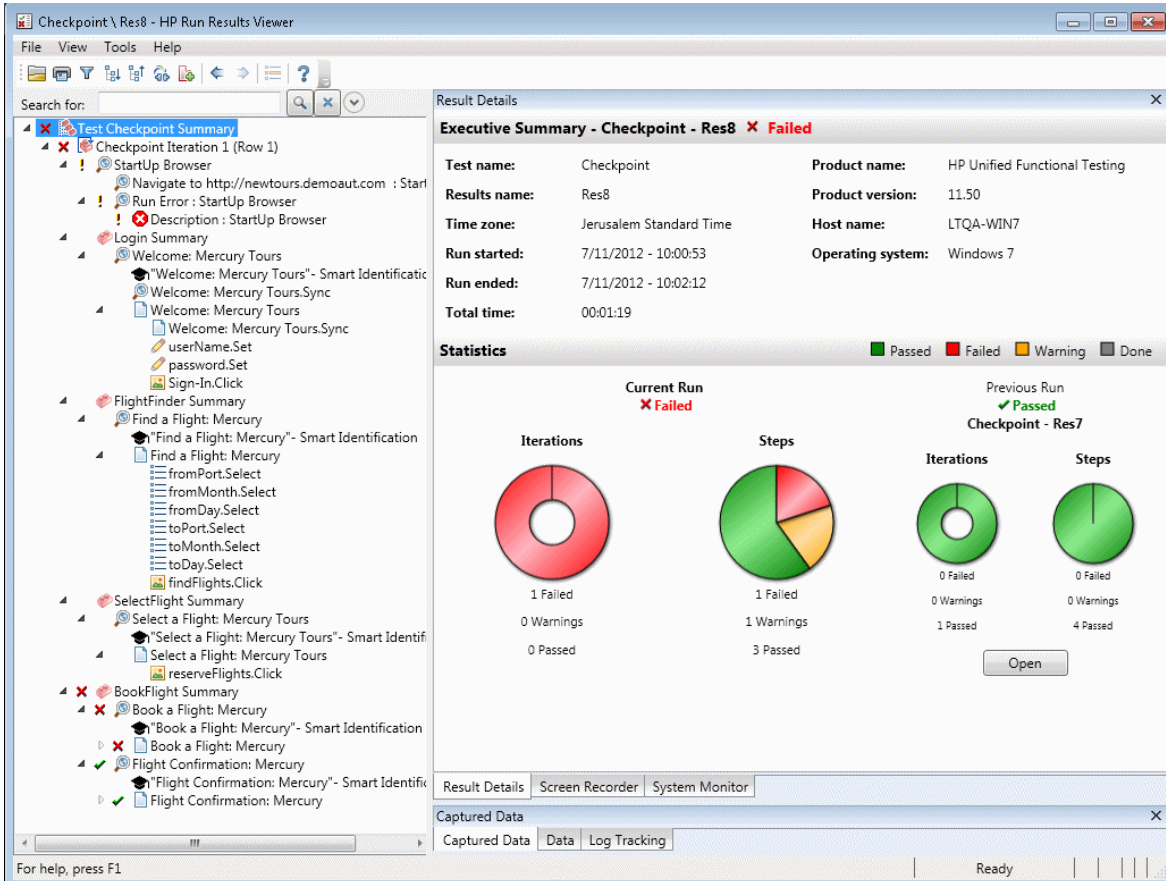 Checkpoint \ Res8 - HP Run Results Viewer
File View Tools Help
Search for:
Test Checkpoint Summary
Checkpoint Iteration 1 (Row 1)
StartUp Browser
Navigate to http://newtours.demoaut.com : Start
Run Error : StartUp Browser
Description : StartUp Browser
Login Summary
Welcome: Mercury Tours
"Welcome: Mercury Tours"- Smart Identificatic
Welcome: Mercury Tours.Sync
Welcome: Mercury Tours
Welcome: Mercury Tours.Sync
userName.Set
password.Set
Sign-In.Click
FlightFinder Summary
Find a Flight: Mercury
"Find a Flight: Mercury"- Smart Identification
Find a Flight: Mercury
fromPort.Select
fromMonth.Select
fromDay.Select
toPort.Select
toMonth.Select
toDay.Select
findFlights.Click
SelectFlight Summary
Select a Flight: Mercury Tours
"Select a Flight: Mercury Tours"- Smart Identifi
Select a Flight: Mercury Tours
reserveFlights.Click
BookFlight Summary
Book a Flight: Mercury
"Book a Flight: Mercury"- Smart Identification
Book a Flight: Mercury
Flight Confirmation: Mercury
"Flight Confirmation: Mercury"- Smart Identific
Flight Confirmation: Mercury
Result Details
Executive Summary - Checkpoint - Res8 Failed
Test name: Checkpoint Product name: HP Unified Functional Testing
Results name: Res8 Product version: 11.50
Time zone: Jerusalem Standard Time Host name: LTQA-WIN7
Run started: 7/11/2012 - 10:00:53 Operating system: Windows 7
Run ended: 7/11/2012 - 10:02:12
Total time: 00:01:19
Statistics Passed Failed Warning Done
Current Run
Failed
Iterations Steps
1 Failed 1 Failed
0 Warnings 1 Warnings
0 Passed 3 Passed
Previous Run
Passed
Checkpoint - Res7
Iterations Steps
0 Failed 0 Failed
0 Warnings 0 Warnings
1 Passed 4 Passed
Open
Result Details Screen Recorder System Monitor
Captured Data
Captured Data Data Log Tracking
For help, press F1 Ready